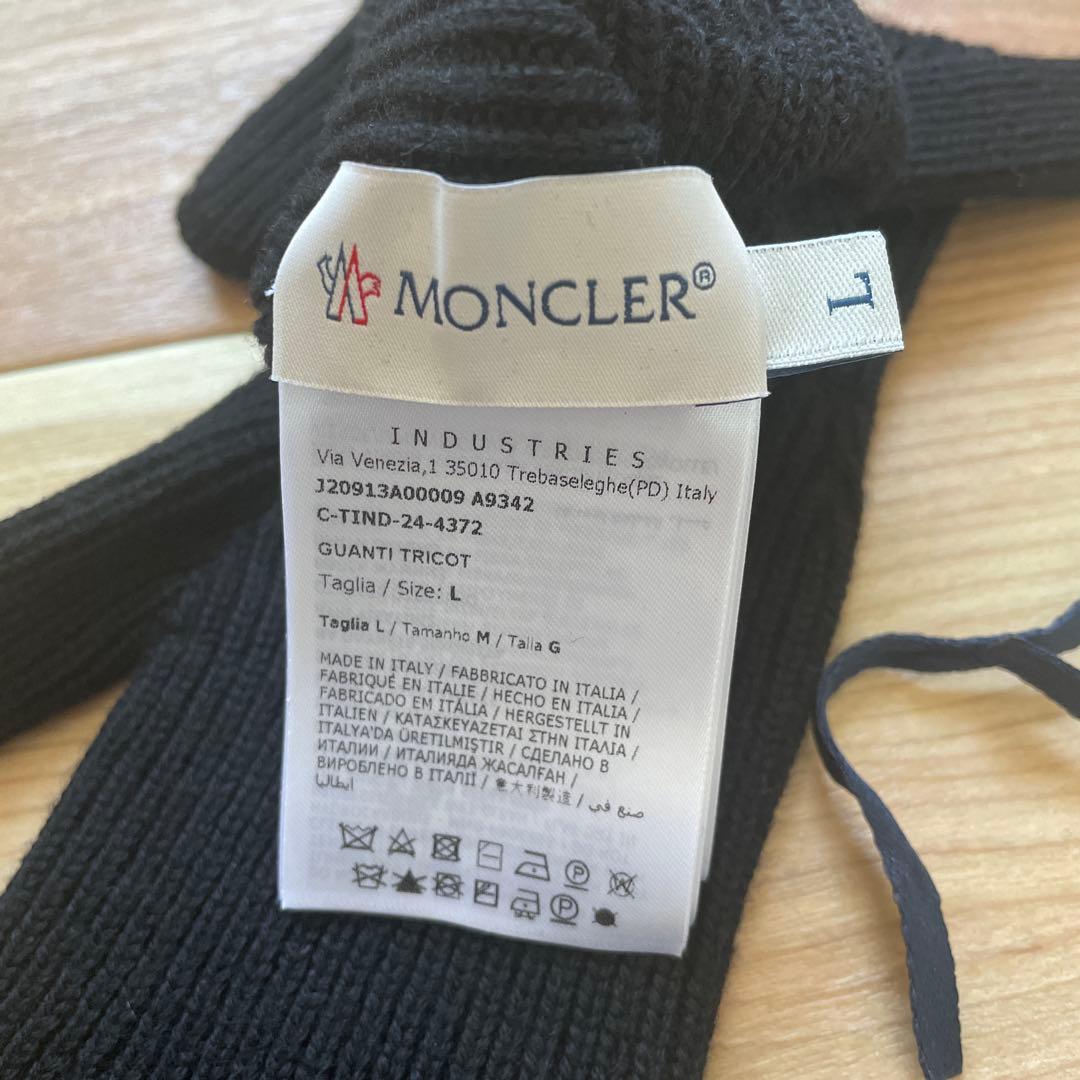 MONCLER®
L
INDUSTRIES
Via Venezia,1 35010 Trebaseleghe(PD) Italy
J20913A00009 A9342
C-TIND-24-4372
GUANTI TRICOT
Taglia / Size: L
Taglia L / Tamanho M / Talla G
MADE IN ITALY / FABBRICATO IN ITALIA /
FABRIQUÉ EN ITALIE / HECHO EN ITALIA /
FABRICADO EM ITÁLIA / HERGESTELLT IN
ITALIEN / ΚΑΤΑΣΚΕΥΑΖΕΤΑΙ ΣΤΗΝ ΙΤΑΛΙΑ /
ITALYA'DA ÜRETILMIŞTIR / СДЕЛАНО В
ИТАЛИИ / ИТАЛИЯДА ЖАСАЛҒАН /
ВИРОБЛЕНО В ІТАЛІЇ / 意大利製造 / صنع في
ايطاليا
P W
P